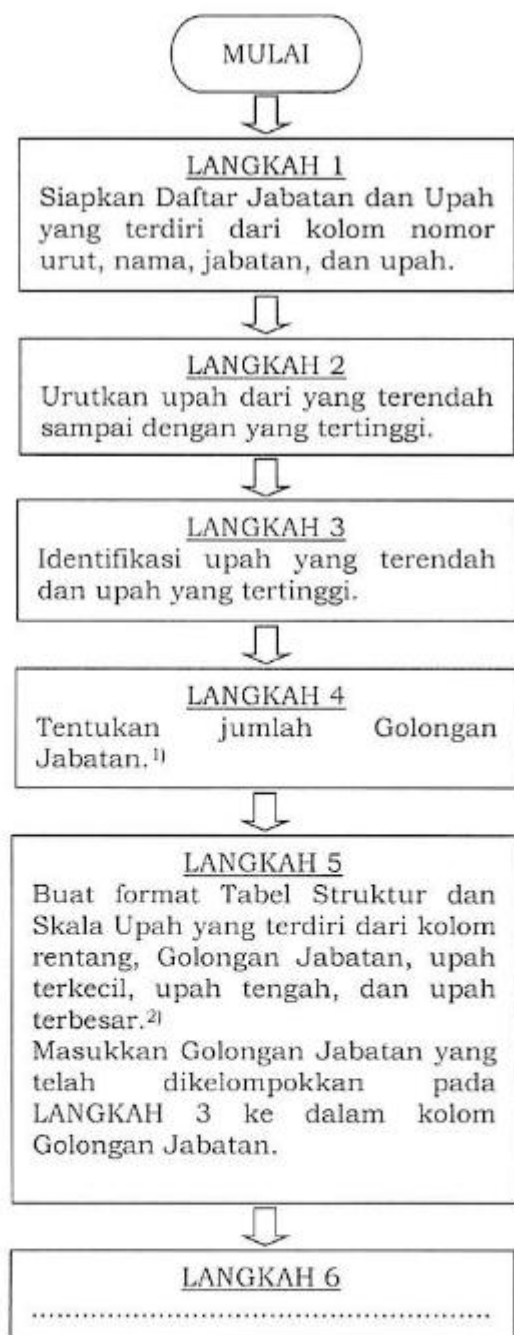 MULAI
LANGKAH 1
Siapkan Daftar Jabatan dan Upah
yang terdiri dari kolom nomor
urut, nama, jabatan, dan upah.
LANGKAH 2
Urutkan upah dari yang terendah
sampai dengan yang tertinggi.
LANGKAH 3
Identifikasi upah yang terendah
dan upah yang tertinggi.
LANGKAH 4
Tentukan jumlah Golongan
Jabatan.¹⁾
LANGKAH 5
Buat format Tabel Struktur dan
Skala Upah yang terdiri dari kolom
rentang, Golongan Jabatan, upah
terkecil, upah tengah, dan upah
terbesar.²⁾
Masukkan Golongan Jabatan yang
telah dikelompokkan pada
LANGKAH 3 ke dalam kolom
Golongan Jabatan.
LANGKAH 6
......................................................